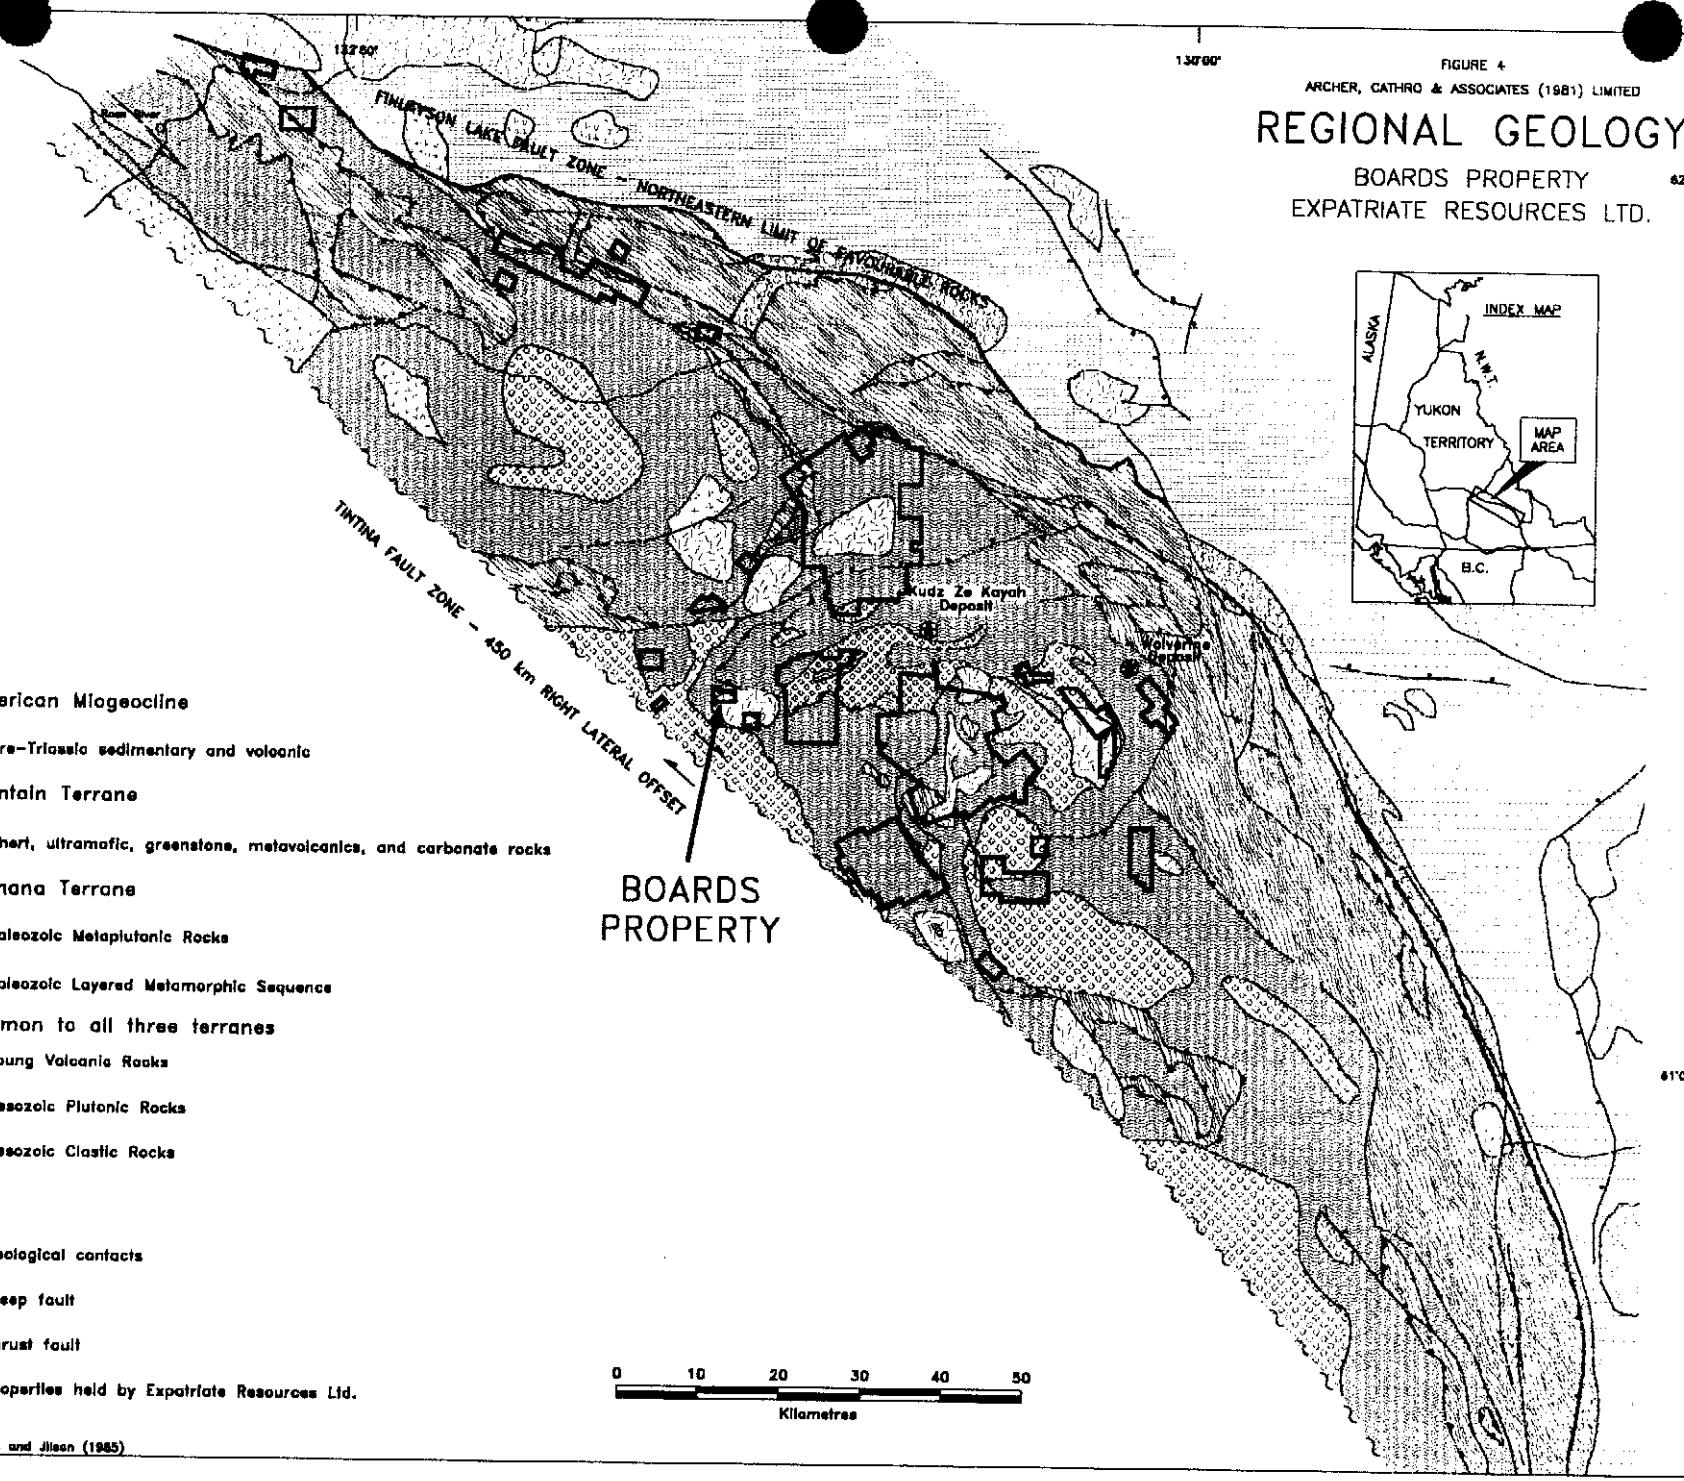 FIGURE 4
ARCHER, CATHRO & ASSOCIATES (1981) LIMITED
REGIONAL GEOLOGY
BOARDS PROPERTY
EXPATRIATE RESOURCES LTD.
130°00'
Ross River
FINLAYSON LAKE FAULT ZONE - NORTHEASTERN LIMIT OF FAVOURABLE ROCKS
INDEX MAP
ALASKA
N.W.T.
YUKON
TERRITORY
MAP
AREA
B.C.
TINTINA FAULT ZONE - 450 km RIGHT LATERAL OFFSET
Kudz Ze Kayah
Deposit
Wolverine
Deposit
BOARDS
PROPERTY
erican Miogeocline
re-Triassic sedimentary and volcanic
ntain Terrane
hert, ultramafic, greenstone, metavolcanics, and carbonate rocks
nana Terrane
aleozoic Metaplutonic Rocks
aleozoic Layered Metamorphic Sequence
mon to all three terranes
oung Volcanic Rocks
esozoic Plutonic Rocks
esozoic Clastic Rocks
eological contacts
eep fault
rust fault
operties held by Expatriate Resources Ltd.
and Jilson (1985)
0 10 20 30 40 50
Kilometres